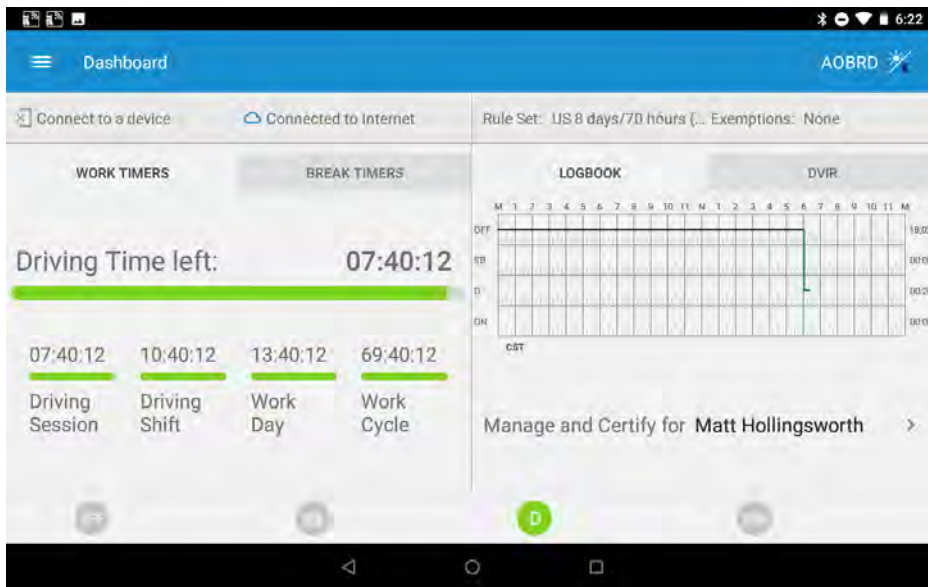 6:22
Dashboard
AOBRD
Connect to a device
Connected to Internet
Rule Set: US 8 days/70 hours (... Exemptions: None
WORK TIMERS
BREAK TIMERS
LOGBOOK
DVIR
M 1 2 3 4 5 6 7 8 9 10 11 N 1 2 3 4 5 6 7 8 9 10 11 M
OFF
SB
D
ON
CST
Driving Time left:
07:40:12
07:40:12 10:40:12 13:40:12 69:40:12
Driving Session
Driving Shift
Work Day
Work Cycle
Manage and Certify for Matt Hollingsworth
D